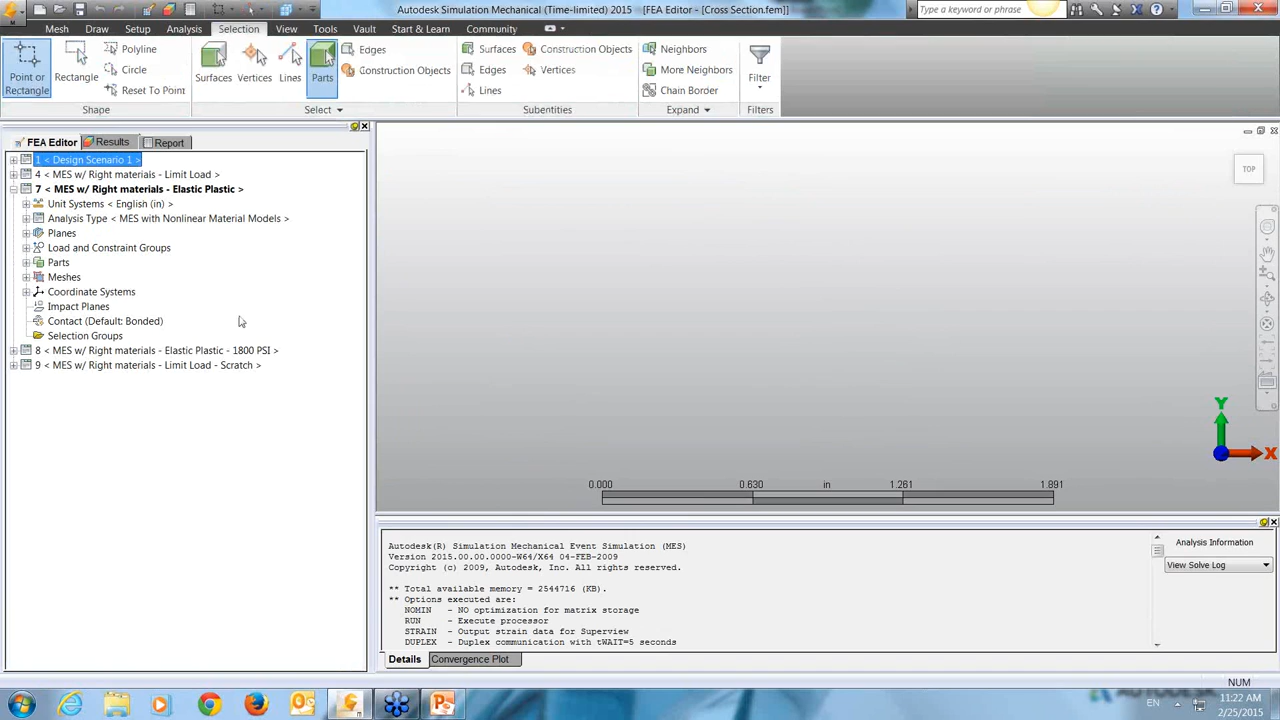 Autodesk Simulation Mechanical (Time-limited) 2015 - [FEA Editor - [Cross Section.fem]]
Type a keyword or phrase
Mesh Draw Setup Analysis Selection View Tools Vault Start & Learn Community
Point or Rectangle
Rectangle
Polyline
Circle
Reset To Point
Shape
Surfaces
Vertices
Lines
Parts
Edges
Construction Objects
Select
Surfaces
Edges
Lines
Construction Objects
Vertices
Subentities
Neighbors
More Neighbors
Chain Border
Expand
Filter
Filters
FEA Editor Results Report
1 < Design Scenario 1 >
4 < MES w/ Right materials - Limit Load >
7 < MES w/ Right materials - Elastic Plastic >
Unit Systems < English (in) >
Analysis Type < MES with Nonlinear Material Models >
Planes
Load and Constraint Groups
Parts
Meshes
Coordinate Systems
Impact Planes
Contact (Default: Bonded)
Selection Groups
8 < MES w/ Right materials - Elastic Plastic - 1800 PSI >
9 < MES w/ Right materials - Limit Load - Scratch >
TOP
Y
X
0.000 0.630 in 1.261 1.891
Autodesk(R) Simulation Mechanical Event Simulation (MES)
Version 2015.00.00.0000-W64/X64 04-FEB-2009
Copyright (c) 2009, Autodesk, Inc. All rights reserved.
** Total available memory = 2544716 (KB).
** Options executed are:
NOMIN - NO optimization for matrix storage
RUN - Execute processor
STRAIN - Output strain data for Superview
DUPLEX - Duplex communication with tWAIT=5 seconds
Analysis Information
View Solve Log
Details Convergence Plot
NUM
EN
11:22 AM
2/25/2015